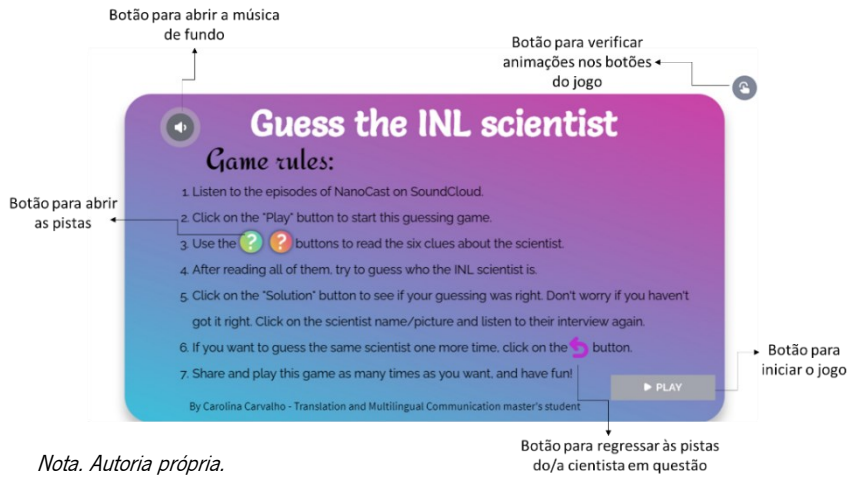 Botão para abrir a música
de fundo
Botão para verificar
animações nos botões
do jogo
Guess the INL scientist
Game rules:
1. Listen to the episodes of NanoCast on SoundCloud.
Botão para abrir
as pistas
2. Click on the "Play" button to start this guessing game.
3. Use the ? ? buttons to read the six clues about the scientist.
4. After reading all of them, try to guess who the INL scientist is.
5. Click on the "Solution" button to see if your guessing was right. Don't worry if you haven't
got it right. Click on the scientist name/picture and listen to their interview again.
6. If you want to guess the same scientist one more time, click on the button.
7. Share and play this game as many times as you want, and have fun!
Botão para
iniciar o jogo
PLAY
By Carolina Carvalho - Translation and Multilingual Communication master's student
Botão para regressar às pistas
do/a cientista em questão
Nota. Autoria própria.